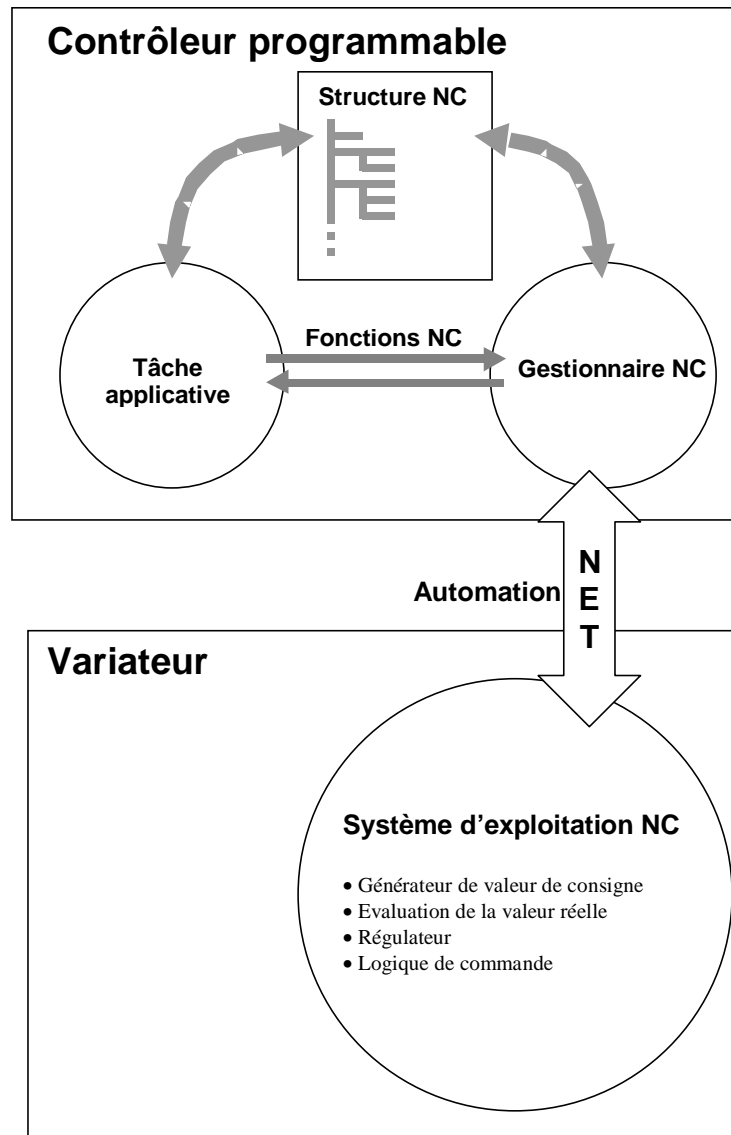 Contrôleur programmable
Structure NC
Fonctions NC
Tâche
applicative
Gestionnaire NC
Automation
N
E
T
Variateur
Système d’exploitation NC
• Générateur de valeur de consigne
• Evaluation de la valeur réelle
• Régulateur
• Logique de commande